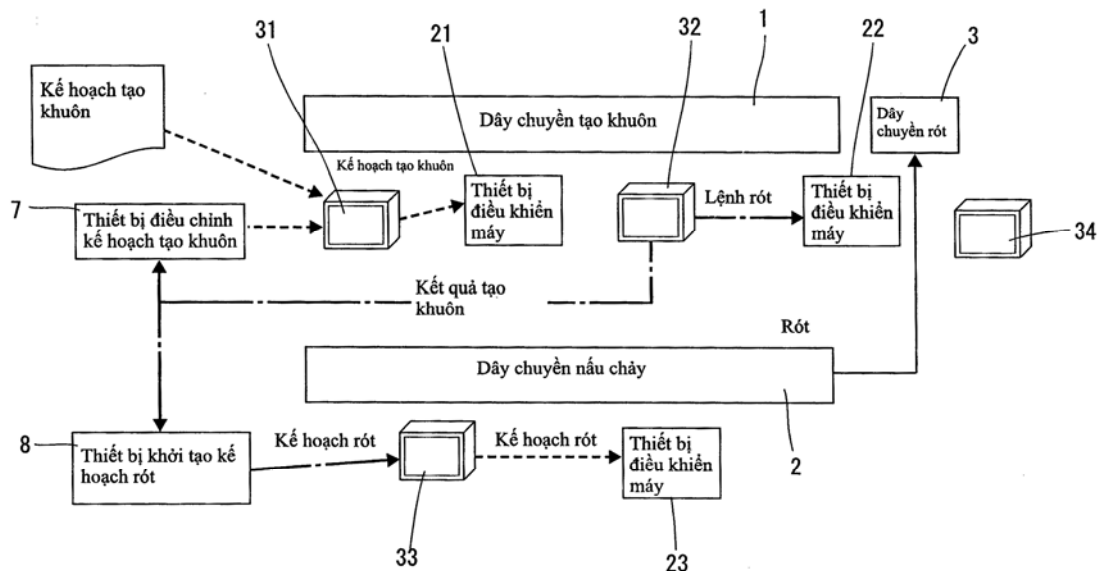 31
21
1
32
22
3
Kế hoạch tạo
khuôn
Dây chuyền tạo khuôn
Dây
chuyền rót
Kế hoạch tạo khuôn
7
Thiết bị điều chỉnh
kế hoạch tạo khuôn
Thiết bị
điều khiển
máy
Lệnh rót
Thiết bị
điều khiển
máy
34
Kết quả tạo
khuôn
Rót
Dây chuyền nấu chảy
8
Thiết bị khởi tạo kế
hoạch rót
Kế hoạch rót
Kế hoạch rót
Thiết bị
điều khiển
máy
2
33
23